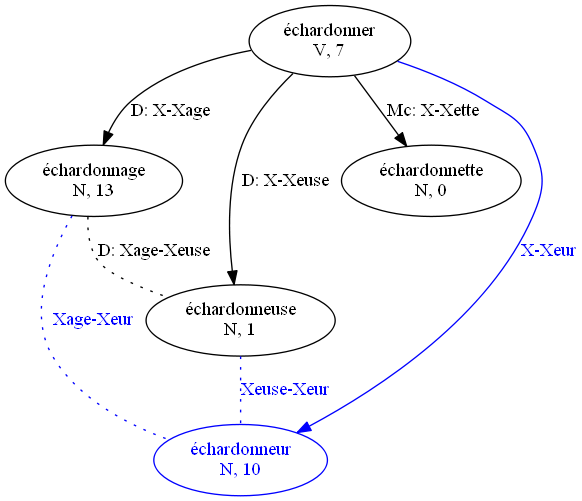 échardonner
V, 7
D: X-Xage
Mc: X-Xette
échardonnage
N, 13
D: X-Xeuse
échardonnette
N, 0
D: Xage-Xeuse
X-Xeur
échardonneuse
N, 1
Xage-Xeur
Xeuse-Xeur
échardonneur
N, 10